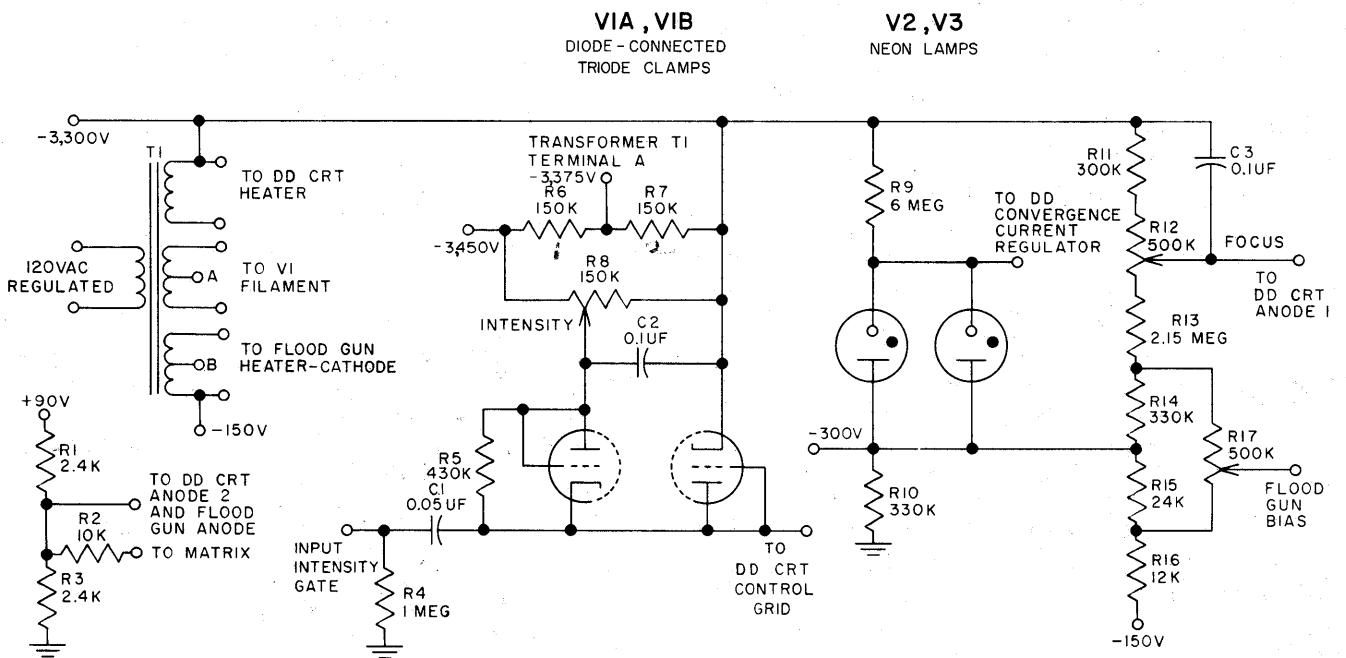 V1A , V1B
DIODE-CONNECTED
TRIODE CLAMPS
V2 , V3
NEON LAMPS
-3,300V
T1
TO DD CRT
HEATER
120VAC
REGULATED
A
TO V1
FILAMENT
B
TO FLOOD GUN
HEATER-CATHODE
-150V
+90V
R1
2.4K
TO DD CRT
ANODE 2
AND FLOOD
GUN ANODE
R2
10K
TO MATRIX
R3
2.4K
TRANSFORMER T1
TERMINAL A
-3,375V
R6
150K
R7
150K
-3,450V
R8
150K
INTENSITY
C2
0.1UF
R5
430K
C1
0.05UF
INPUT
INTENSITY
GATE
R4
1 MEG
TO
DD CRT
CONTROL
GRID
R9
6 MEG
TO DD
CONVERGENCE
CURRENT
REGULATOR
-300V
R10
330K
R11
300K
C3
0.1UF
R12
500K
FOCUS
TO
DD CRT
ANODE 1
R13
2.15 MEG
R14
330K
R17
500K
R15
24K
FLOOD
GUN
BIAS
R16
12K
-150V